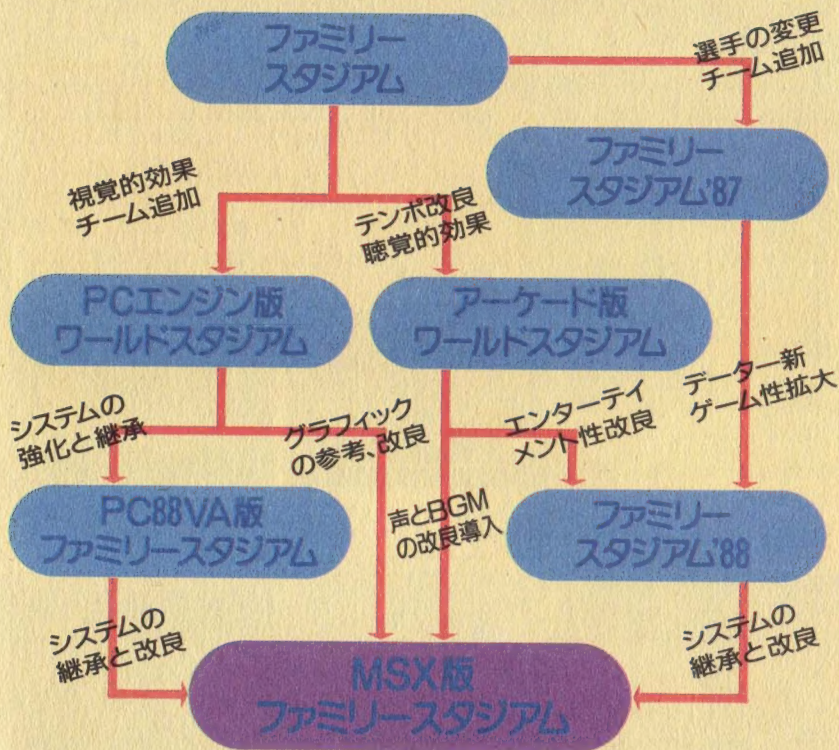 ファミリー
スタジアム
選手の変更
チーム追加
ファミリー
スタジアム'87
視覚的効果
チーム追加
テンポ改良
聴覚的効果
PCエンジン版
ワールドスタジアム
アーケード版
ワールドスタジアム
システムの
強化と継承
グラフィック
の参考、改良
エンターテイ
メント性改良
データ一新
ゲーム性拡大
PC88VA版
ファミリースタジアム
声とBGM
の改良導入
ファミリー
スタジアム'88
システムの
継承と改良
システムの
継承と改良
MSX版
ファミリースタジアム